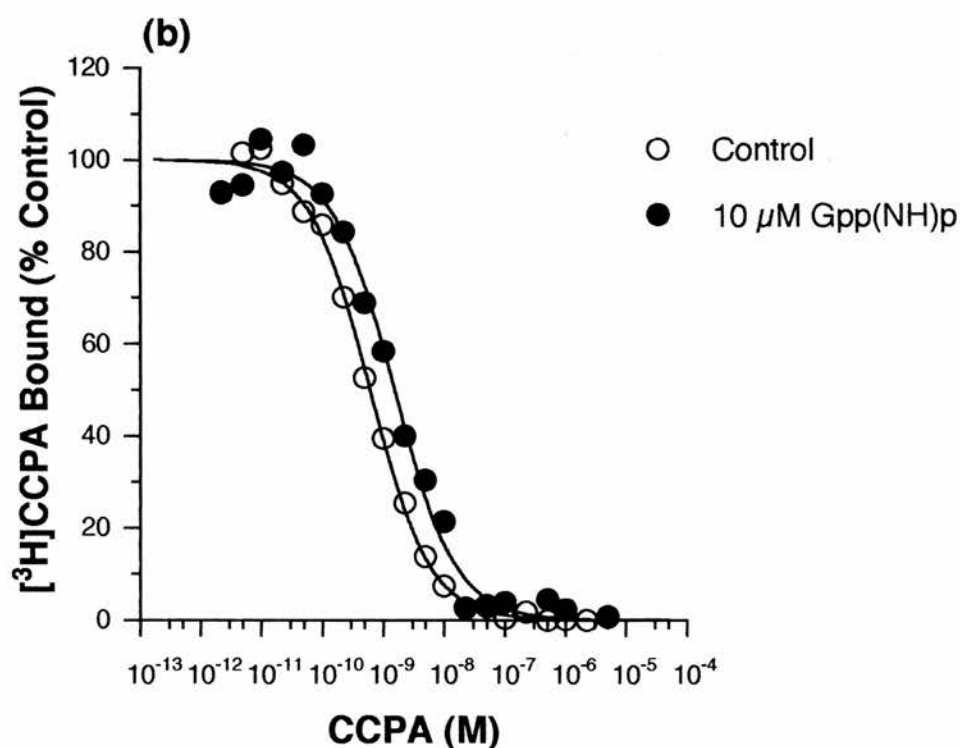 (b)
120
100
80
60
40
20
0
[³H]CCPA Bound (% Control)
10⁻¹³ 10⁻¹² 10⁻¹¹ 10⁻¹⁰ 10⁻⁹ 10⁻⁸ 10⁻⁷ 10⁻⁶ 10⁻⁵ 10⁻⁴
CCPA (M)
Control
10 µM Gpp(NH)p